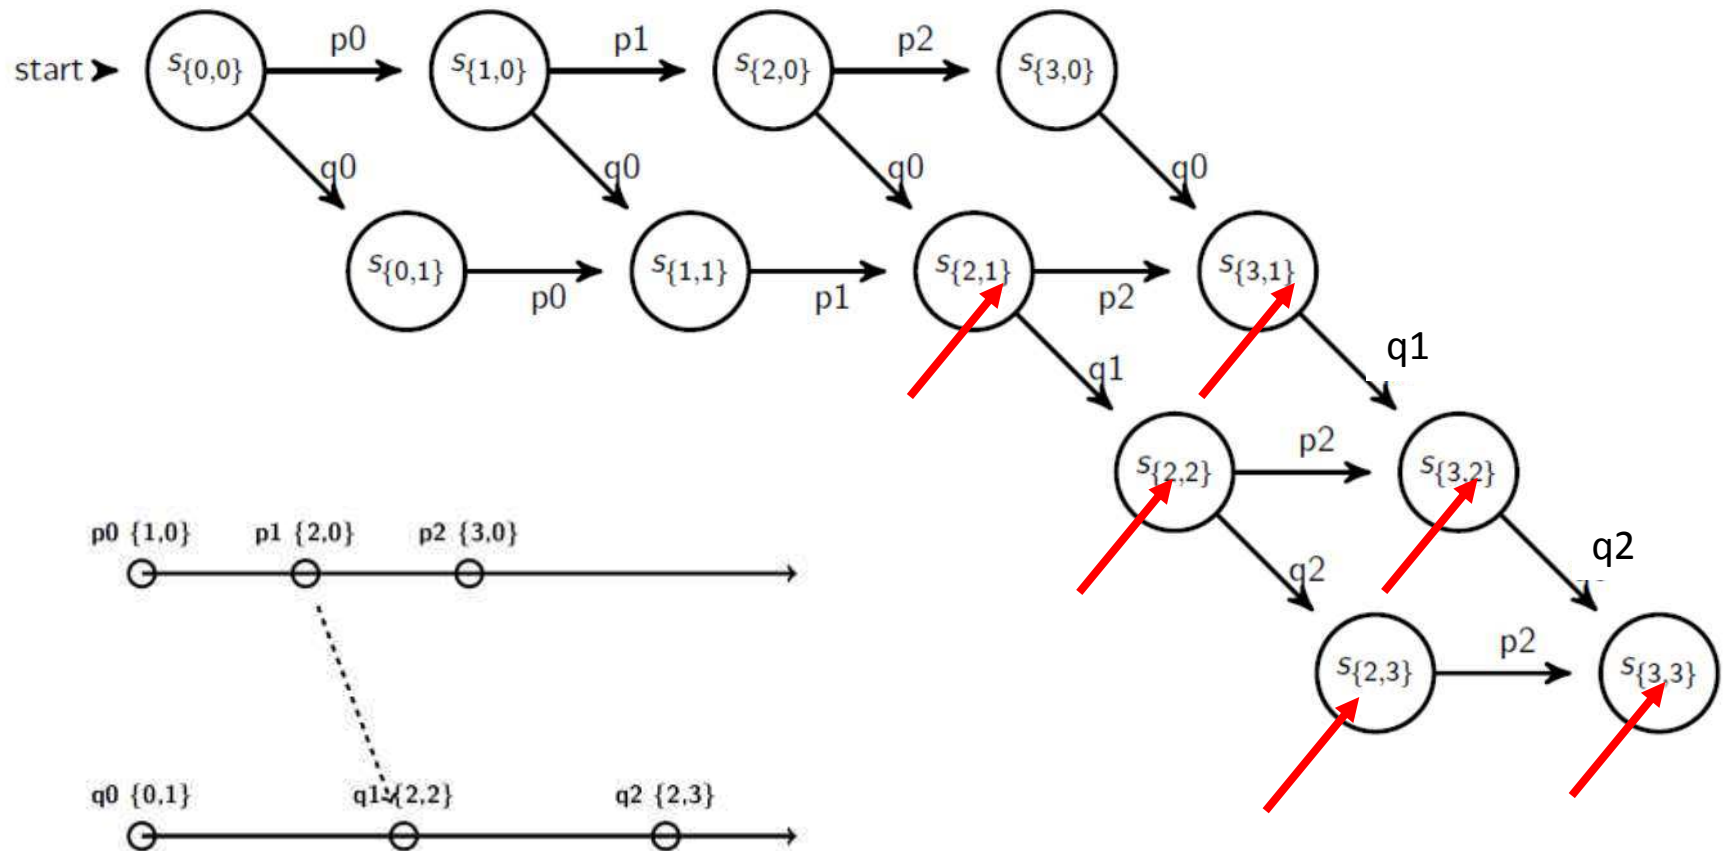 p0 p1 p2
start S{0,0} S{1,0} S{2,0} S{3,0}
q0 q0 q0 q0
S{0,1} S{1,1} S{2,1} S{3,1}
p0 p1 p2
q1 q1
p2
S{2,2} S{3,2}
p0 {1,0} p1 {2,0} p2 {3,0}
q2 q2
p2
S{2,3} S{3,3}
q0 {0,1} q1 {2,2} q2 {2,3}